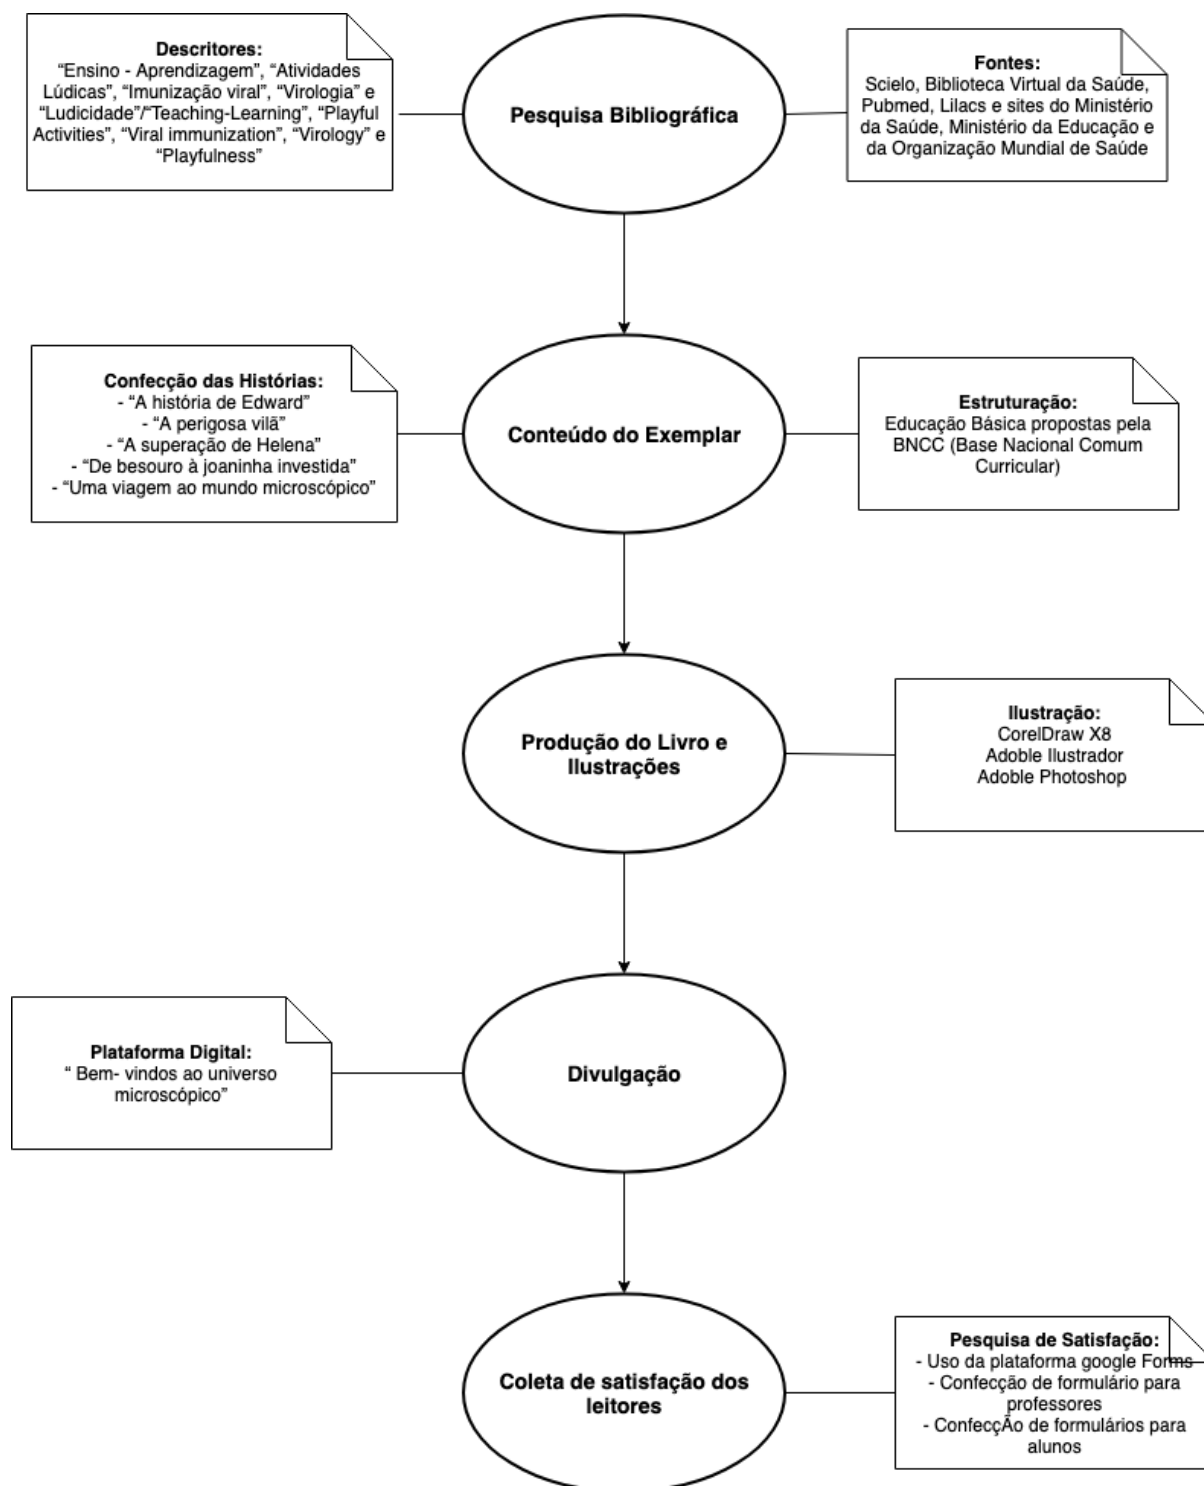 Descritores:
“Ensino - Aprendizagem”, “Atividades
Lúdicas”, “Imunização viral”, “Virologia” e
“Ludicidade”/“Teaching-Learning”, “Playful
Activities”, “Viral immunization”, “Virology” e
“Playfulness”
Pesquisa Bibliográfica
Fontes:
Scielo, Biblioteca Virtual da Saúde,
Pubmed, Lilacs e sites do Ministério
da Saúde, Ministério da Educação e
da Organização Mundial de Saúde
Confecção das Histórias:
- “A história de Edward”
- “A perigosa vilã”
- “A superação de Helena”
- “De besouro à joaninha investida”
- “Uma viagem ao mundo microscópico”
Conteúdo do Exemplar
Estruturação:
Educação Básica propostas pela
BNCC (Base Nacional Comum
Curricular)
Produção do Livro e
Ilustrações
Ilustração:
CorelDraw X8
Adoble Ilustrador
Adoble Photoshop
Plataforma Digital:
“ Bem- vindos ao universo
microscópico”
Divulgação
Coleta de satisfação dos
leitores
Pesquisa de Satisfação:
- Uso da plataforma google Forms
- Confecção de formulário para
professores
- ConfecçÃo de formulários para
alunos